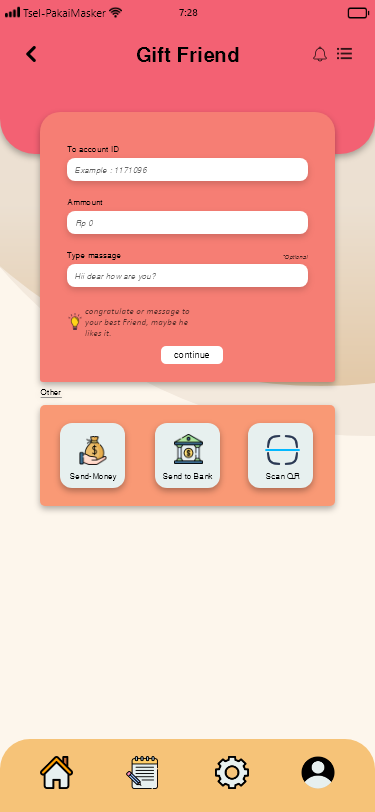 Tsel-PakaiMasker 7:28
Gift Friend
To account ID
Example : 1171096
Ammount
Rp 0
Type massage *Optional
Hii dear how are you?
congratulate or message to
your best Friend, maybe he
likes it.
continue
Other
Send-Money Send to Bank Scan QR